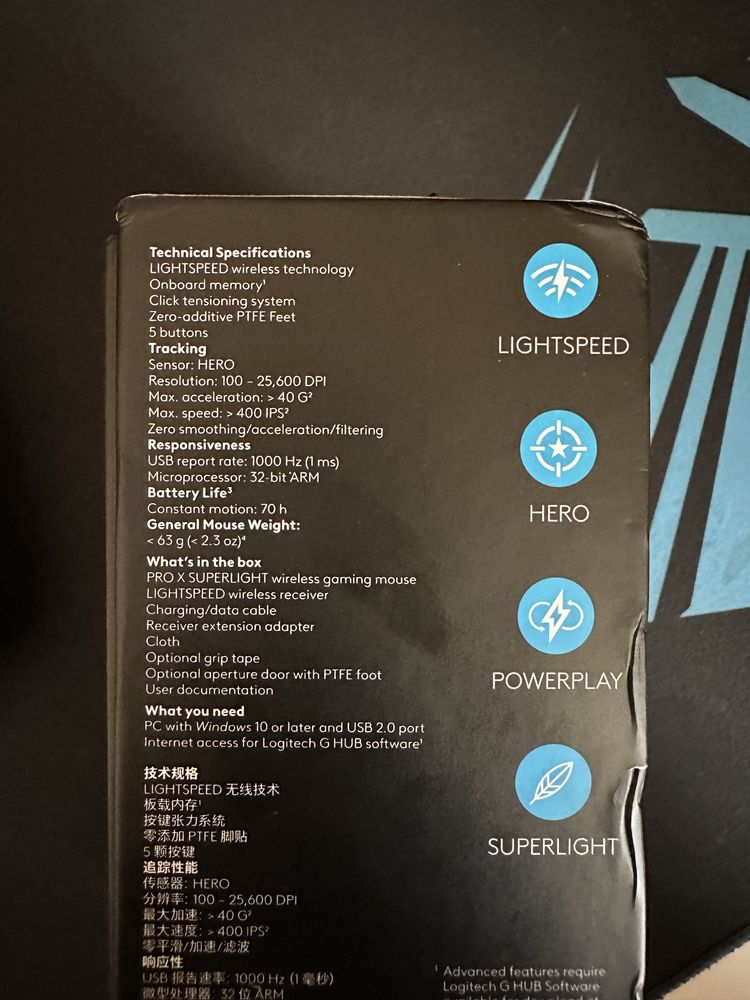 Technical Specifications
LIGHTSPEED wireless technology
Onboard memory¹
Click tensioning system
Zero-additive PTFE Feet
5 buttons
Tracking
Sensor: HERO
Resolution: 100 – 25,600 DPI
Max. acceleration: > 40 G²
Max. speed: > 400 IPS²
Zero smoothing/acceleration/filtering
Responsiveness
USB report rate: 1000 Hz (1 ms)
Microprocessor: 32-bit ARM
Battery Life³
Constant motion: 70 h
General Mouse Weight:
< 63 g (< 2.3 oz)⁴
What's in the box
PRO X SUPERLIGHT wireless gaming mouse
LIGHTSPEED wireless receiver
Charging/data cable
Receiver extension adapter
Cloth
Optional grip tape
Optional aperture door with PTFE foot
User documentation
What you need
PC with Windows 10 or later and USB 2.0 port
Internet access for Logitech G HUB software¹
技术规格
LIGHTSPEED 无线技术
板载内存¹
按键张力系统
零添加 PTFE 脚贴
5 颗按键
追踪性能
传感器: HERO
分辨率: 100 – 25,600 DPI
最大加速: > 40 G²
最大速度: > 400 IPS²
零平滑/加速/滤波
响应性
USB 报告速率: 1000 Hz (1 毫秒)
微型处理器: 32 位 ARM
LIGHTSPEED
HERO
POWERPLAY
SUPERLIGHT
¹ Advanced features require
Logitech G HUB Software